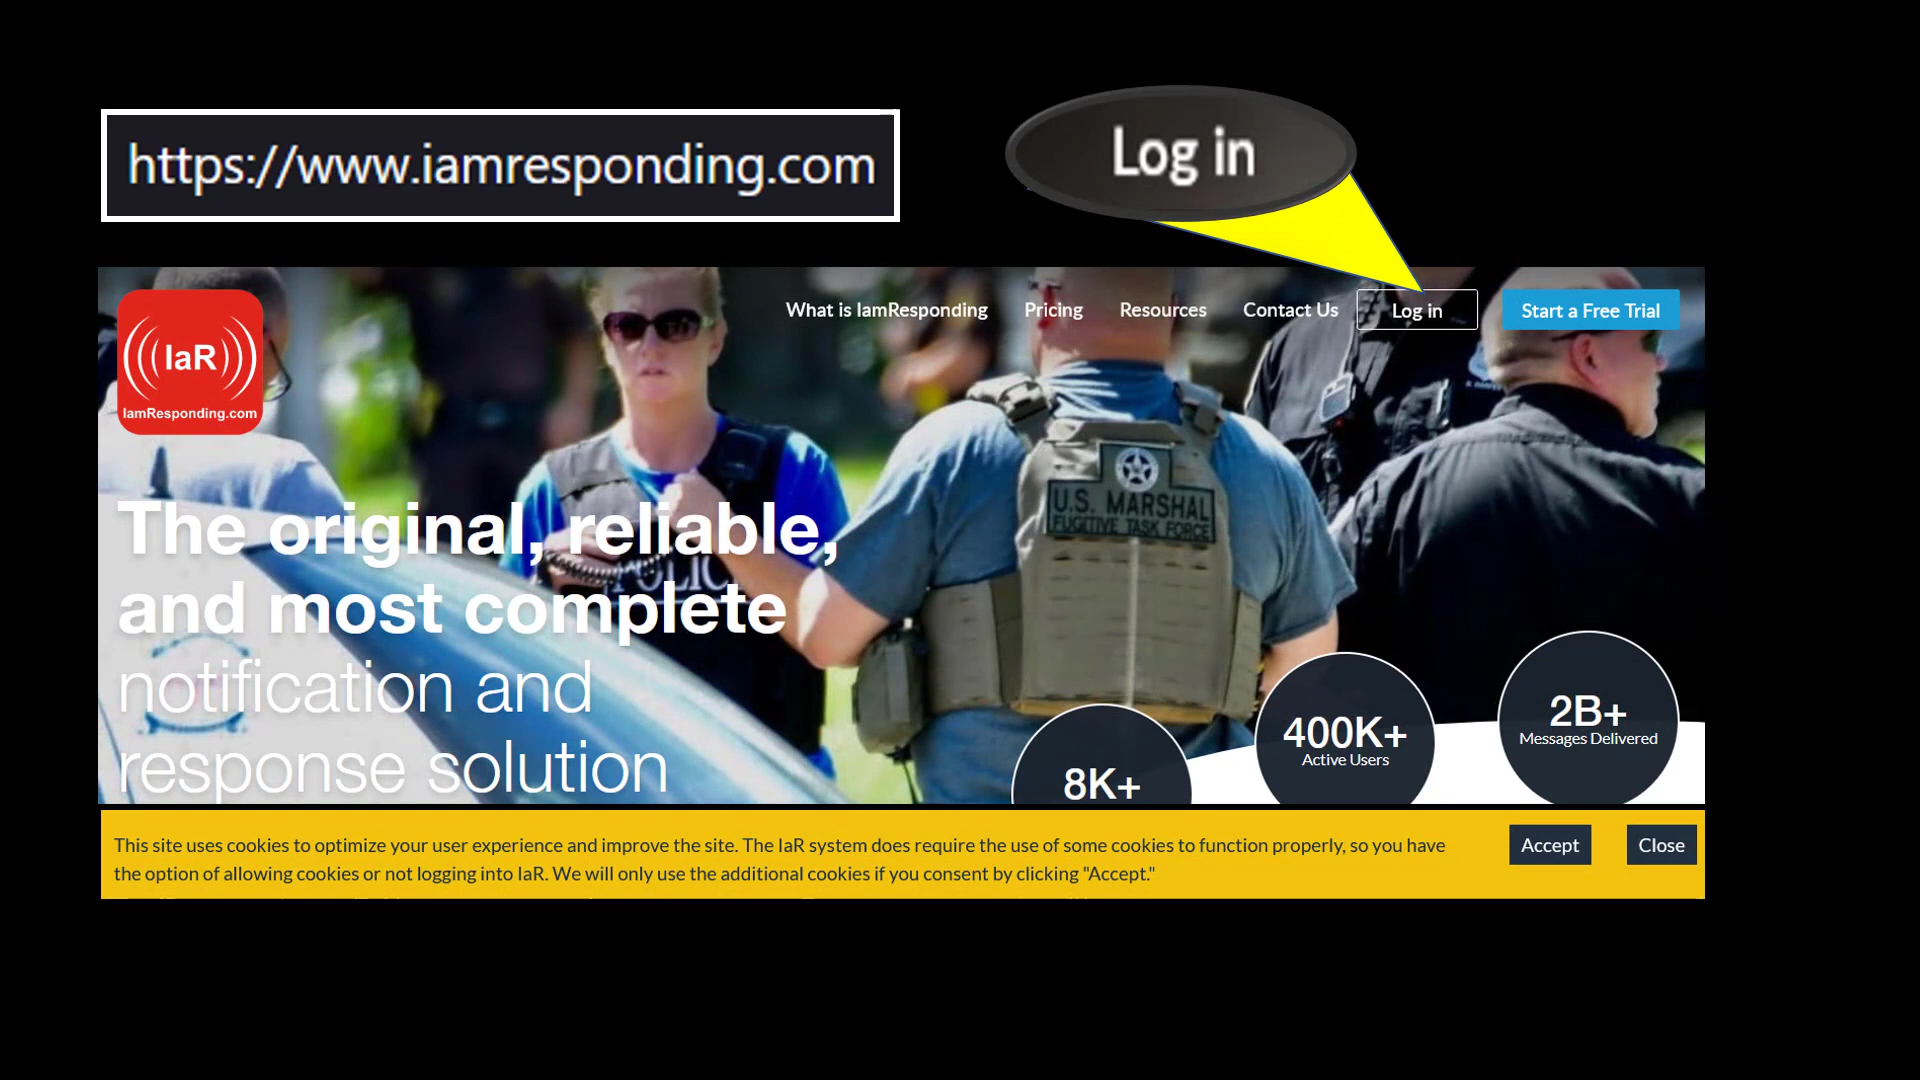 https://www.iamresponding.com
Log in
What is IamResponding
Pricing
Resources
Contact Us
Log in
Start a Free Trial
IaR
IamResponding.com
U.S. MARSHAL
FUGITIVE TASK FORCE
The original, reliable,
and most complete
notification and
response solution
POLIC
8K+
400K+
Active Users
2B+
Messages Delivered
This site uses cookies to optimize your user experience and improve the site. The IaR system does require the use of some cookies to function properly, so you have
the option of allowing cookies or not logging into IaR. We will only use the additional cookies if you consent by clicking "Accept."
Accept
Close